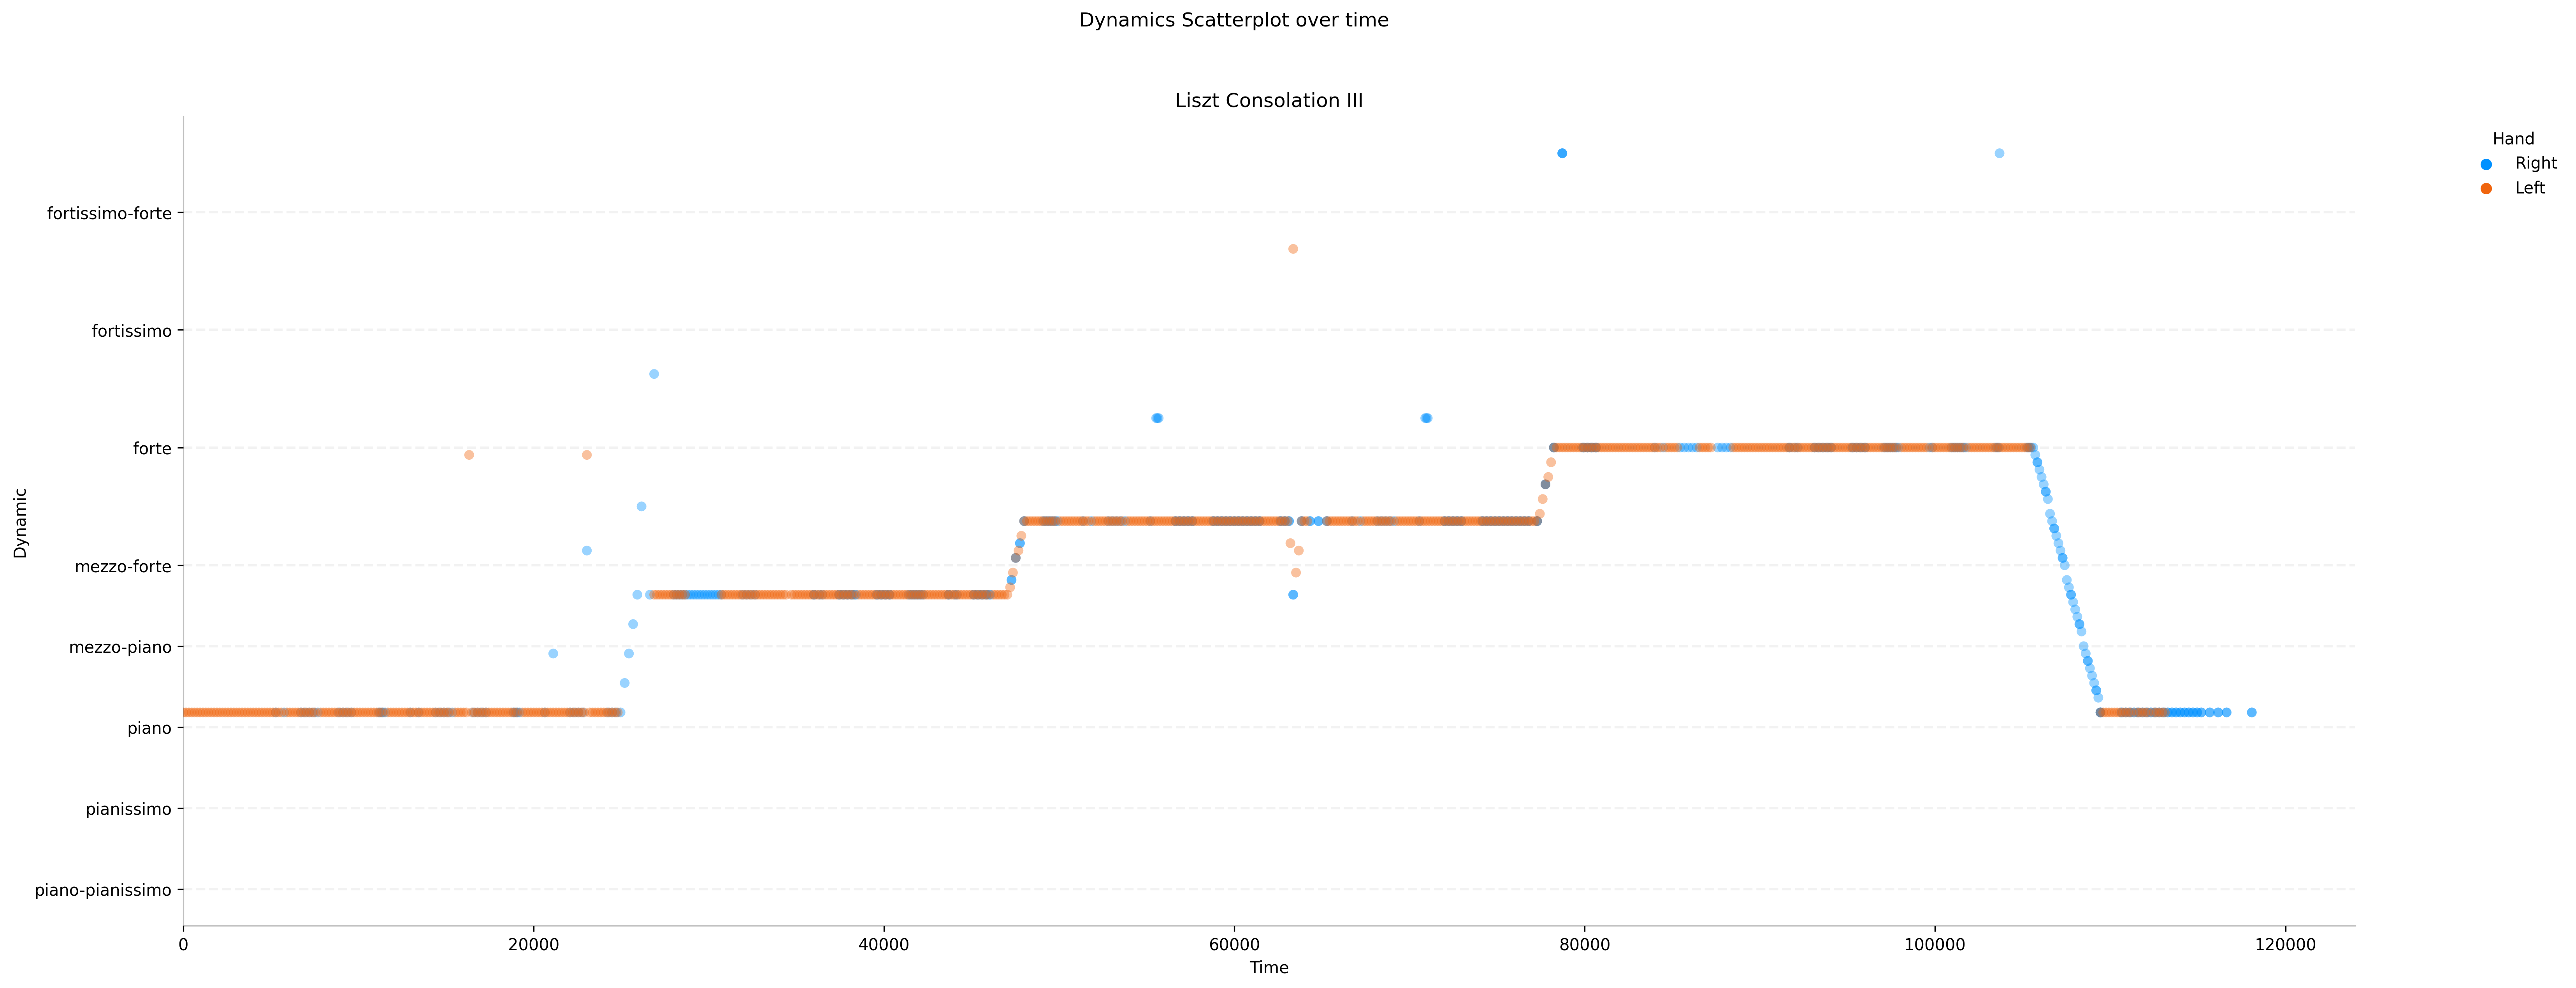 Dynamics Scatterplot over time
Liszt Consolation III
Hand
Right
Left
fortissimo-forte
fortissimo
forte
mezzo-forte
mezzo-piano
piano
pianissimo
piano-pianissimo
Dynamic
0 20000 40000 60000 80000 100000 120000
Time